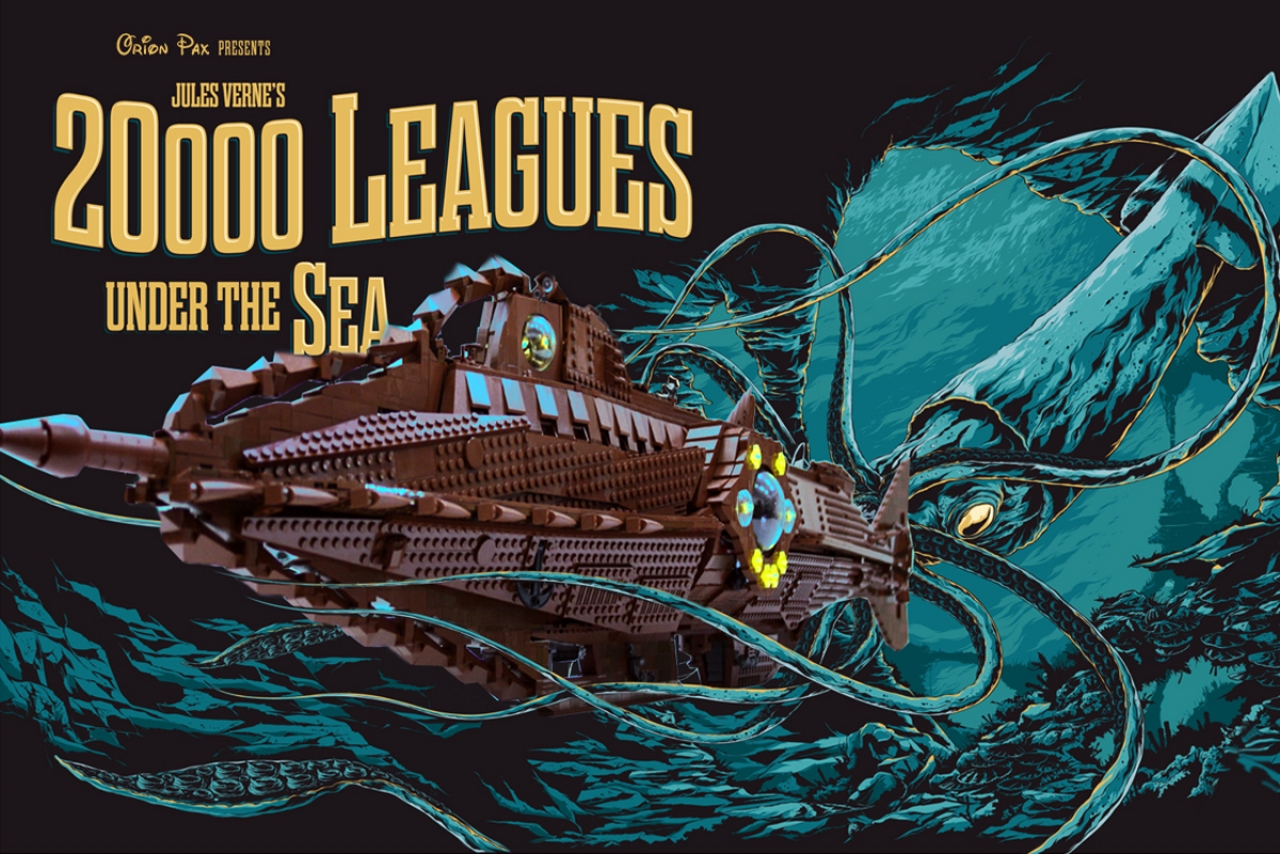 Orion Pax PRESENTS
JULES VERNE'S
20000 LEAGUES
UNDER THE SEA